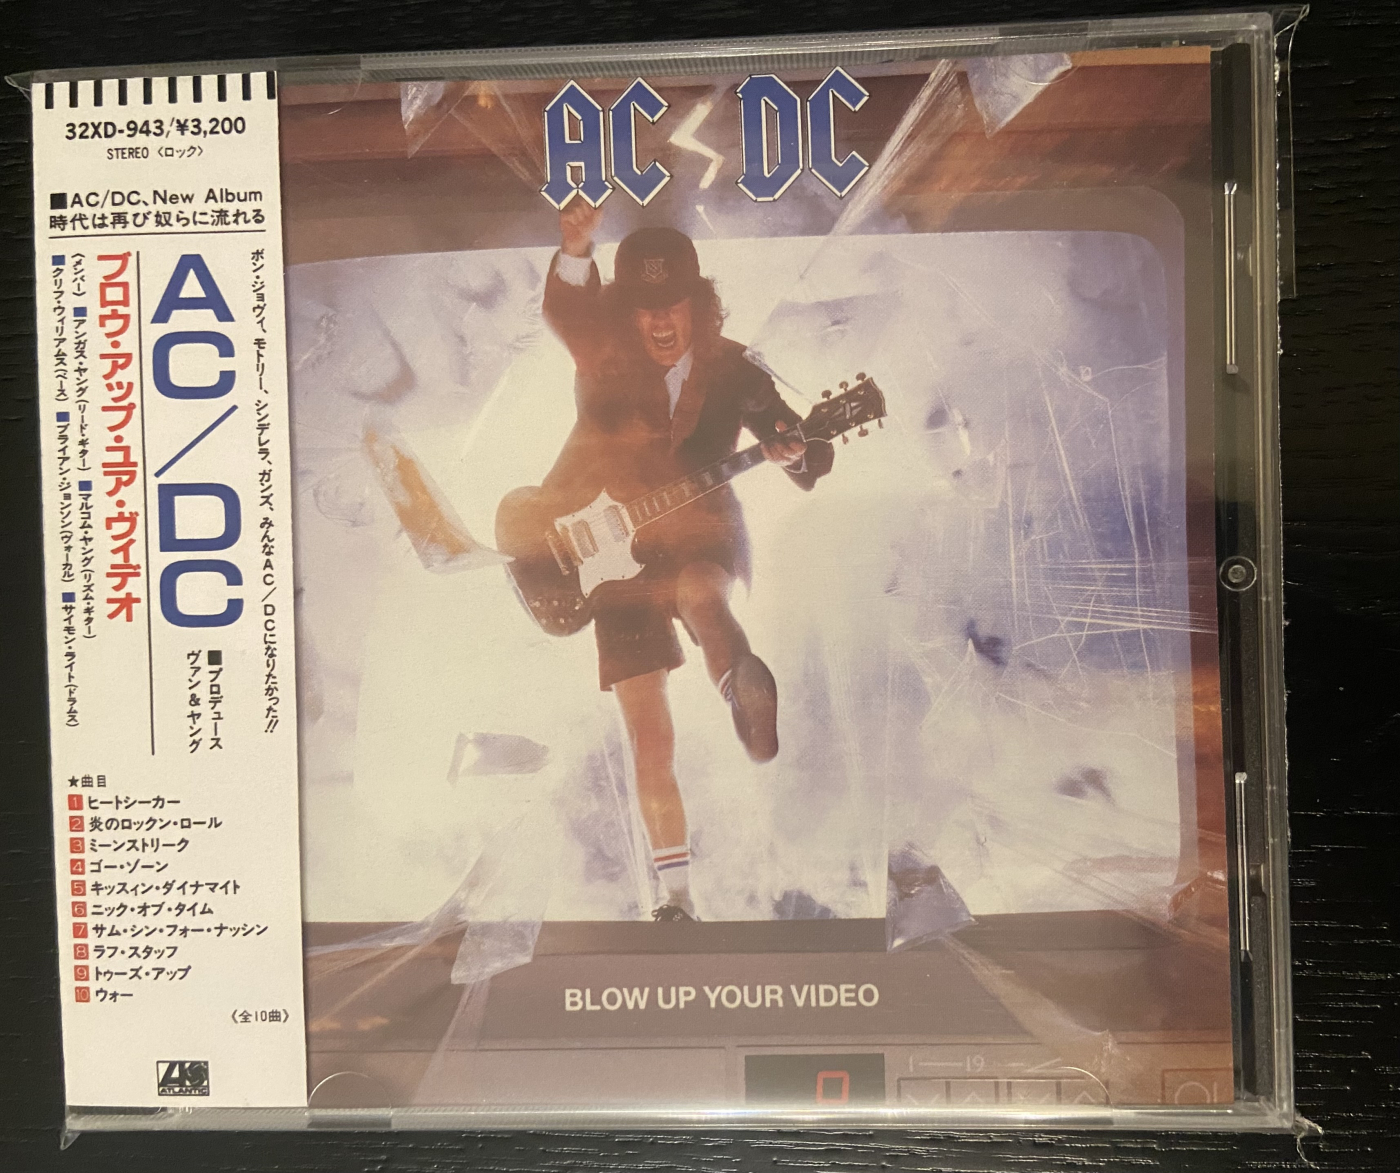 32XD-943/¥3,200
STEREO〈ロック〉
■AC/DC、New Album
時代は再び奴らに流れる
ボン・ジョヴィ、モトリー、シンデレラ、ガンズ、みんなAC/DCになりたかった!!
AC/DC
■プロデュース
ヴァン&ヤング
ブロウ・アップ・ユア・ヴィデオ
〈メンバー〉■アンガス・ヤング(リード・ギター)■マルコム・ヤング(リズム・ギター)
■クリフ・ウィリアムス(ベース)■ブライアン・ジョンソン(ヴォーカル)■サイモン・ライト(ドラムス)
★曲目
1 ヒートシーカー
2 炎のロックン・ロール
3 ミーンストリーク
4 ゴー・ゾーン
5 キッスィン・ダイナマイト
6 ニック・オブ・タイム
7 サム・シン・フォー・ナッシン
8 ラフ・スタッフ
9 トゥーズ・アップ
10 ウォー
《全10曲》
ATLANTIC
AC DC
BLOW UP YOUR VIDEO
1—19
0